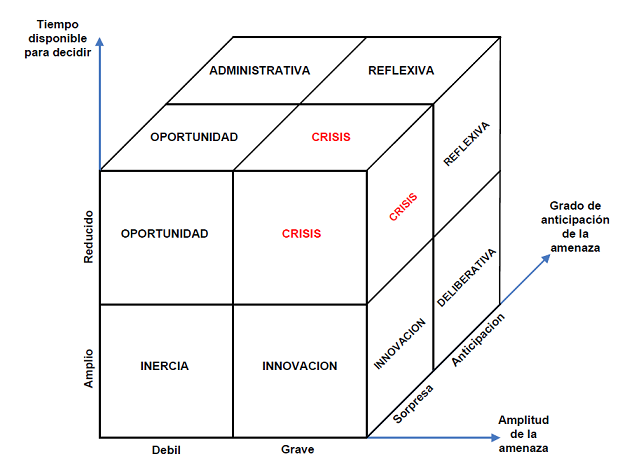 Tiempo
disponible
para decidir
ADMINISTRATIVA
REFLEXIVA
OPORTUNIDAD
CRISIS
REFLEXIVA
CRISIS
Grado de
anticipación
de la
amenaza
Reducido
OPORTUNIDAD
CRISIS
DELIBERATIVA
Amplio
INERCIA
INNOVACION
INNOVACION
Anticipacion
Sorpresa
Debil
Grave
Amplitud
de la
amenaza